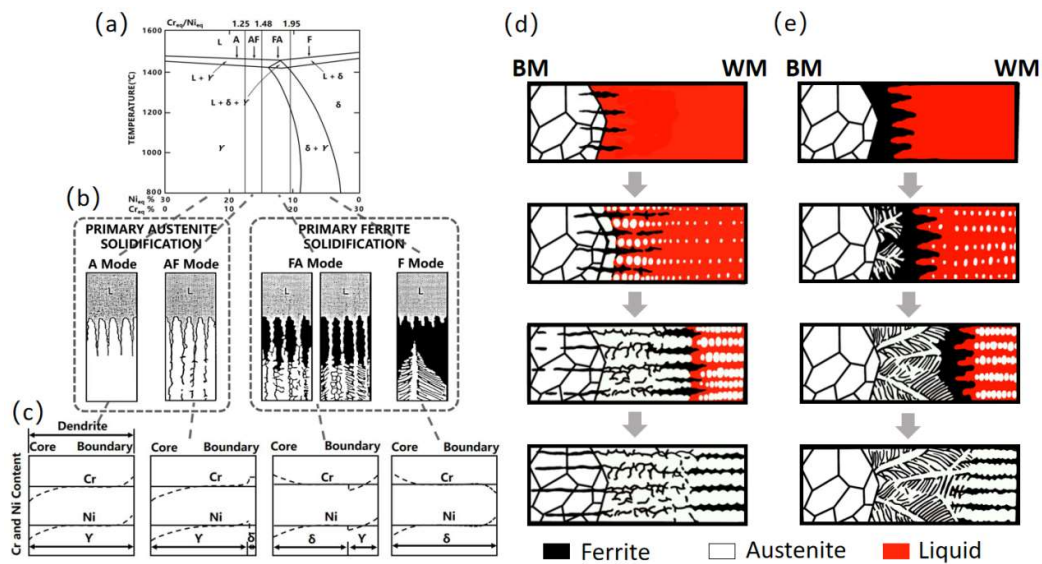 (a)
Cr_eq/Ni_eq 1.25 1.48 1.95
1600
1400
1200
1000
800
TEMPERATURE(℃)
L A AF FA F
L + γ
L + δ + γ
L + δ
γ
δ + γ
δ
Ni_eq % 30 20 10 0
Cr_eq % 0 10 20 30
(b)
PRIMARY AUSTENITE
SOLIDIFICATION
A Mode AF Mode
L L
PRIMARY FERRITE
SOLIDIFICATION
FA Mode F Mode
L L L
(c)
Dendrite
Core Boundary
Core Boundary
Core Boundary
Core Boundary
Cr and Ni Content
Cr Cr Cr Cr
Ni Ni Ni Ni
γ γ δ δ γ δ
(d)
BM WM
(e)
BM WM
Ferrite Austenite Liquid